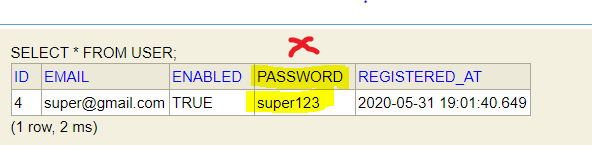 SELECT * FROM USER;
ID EMAIL ENABLED PASSWORD REGISTERED_AT
4 super@gmail.com TRUE super123 2020-05-31 19:01:40.649
(1 row, 2 ms)